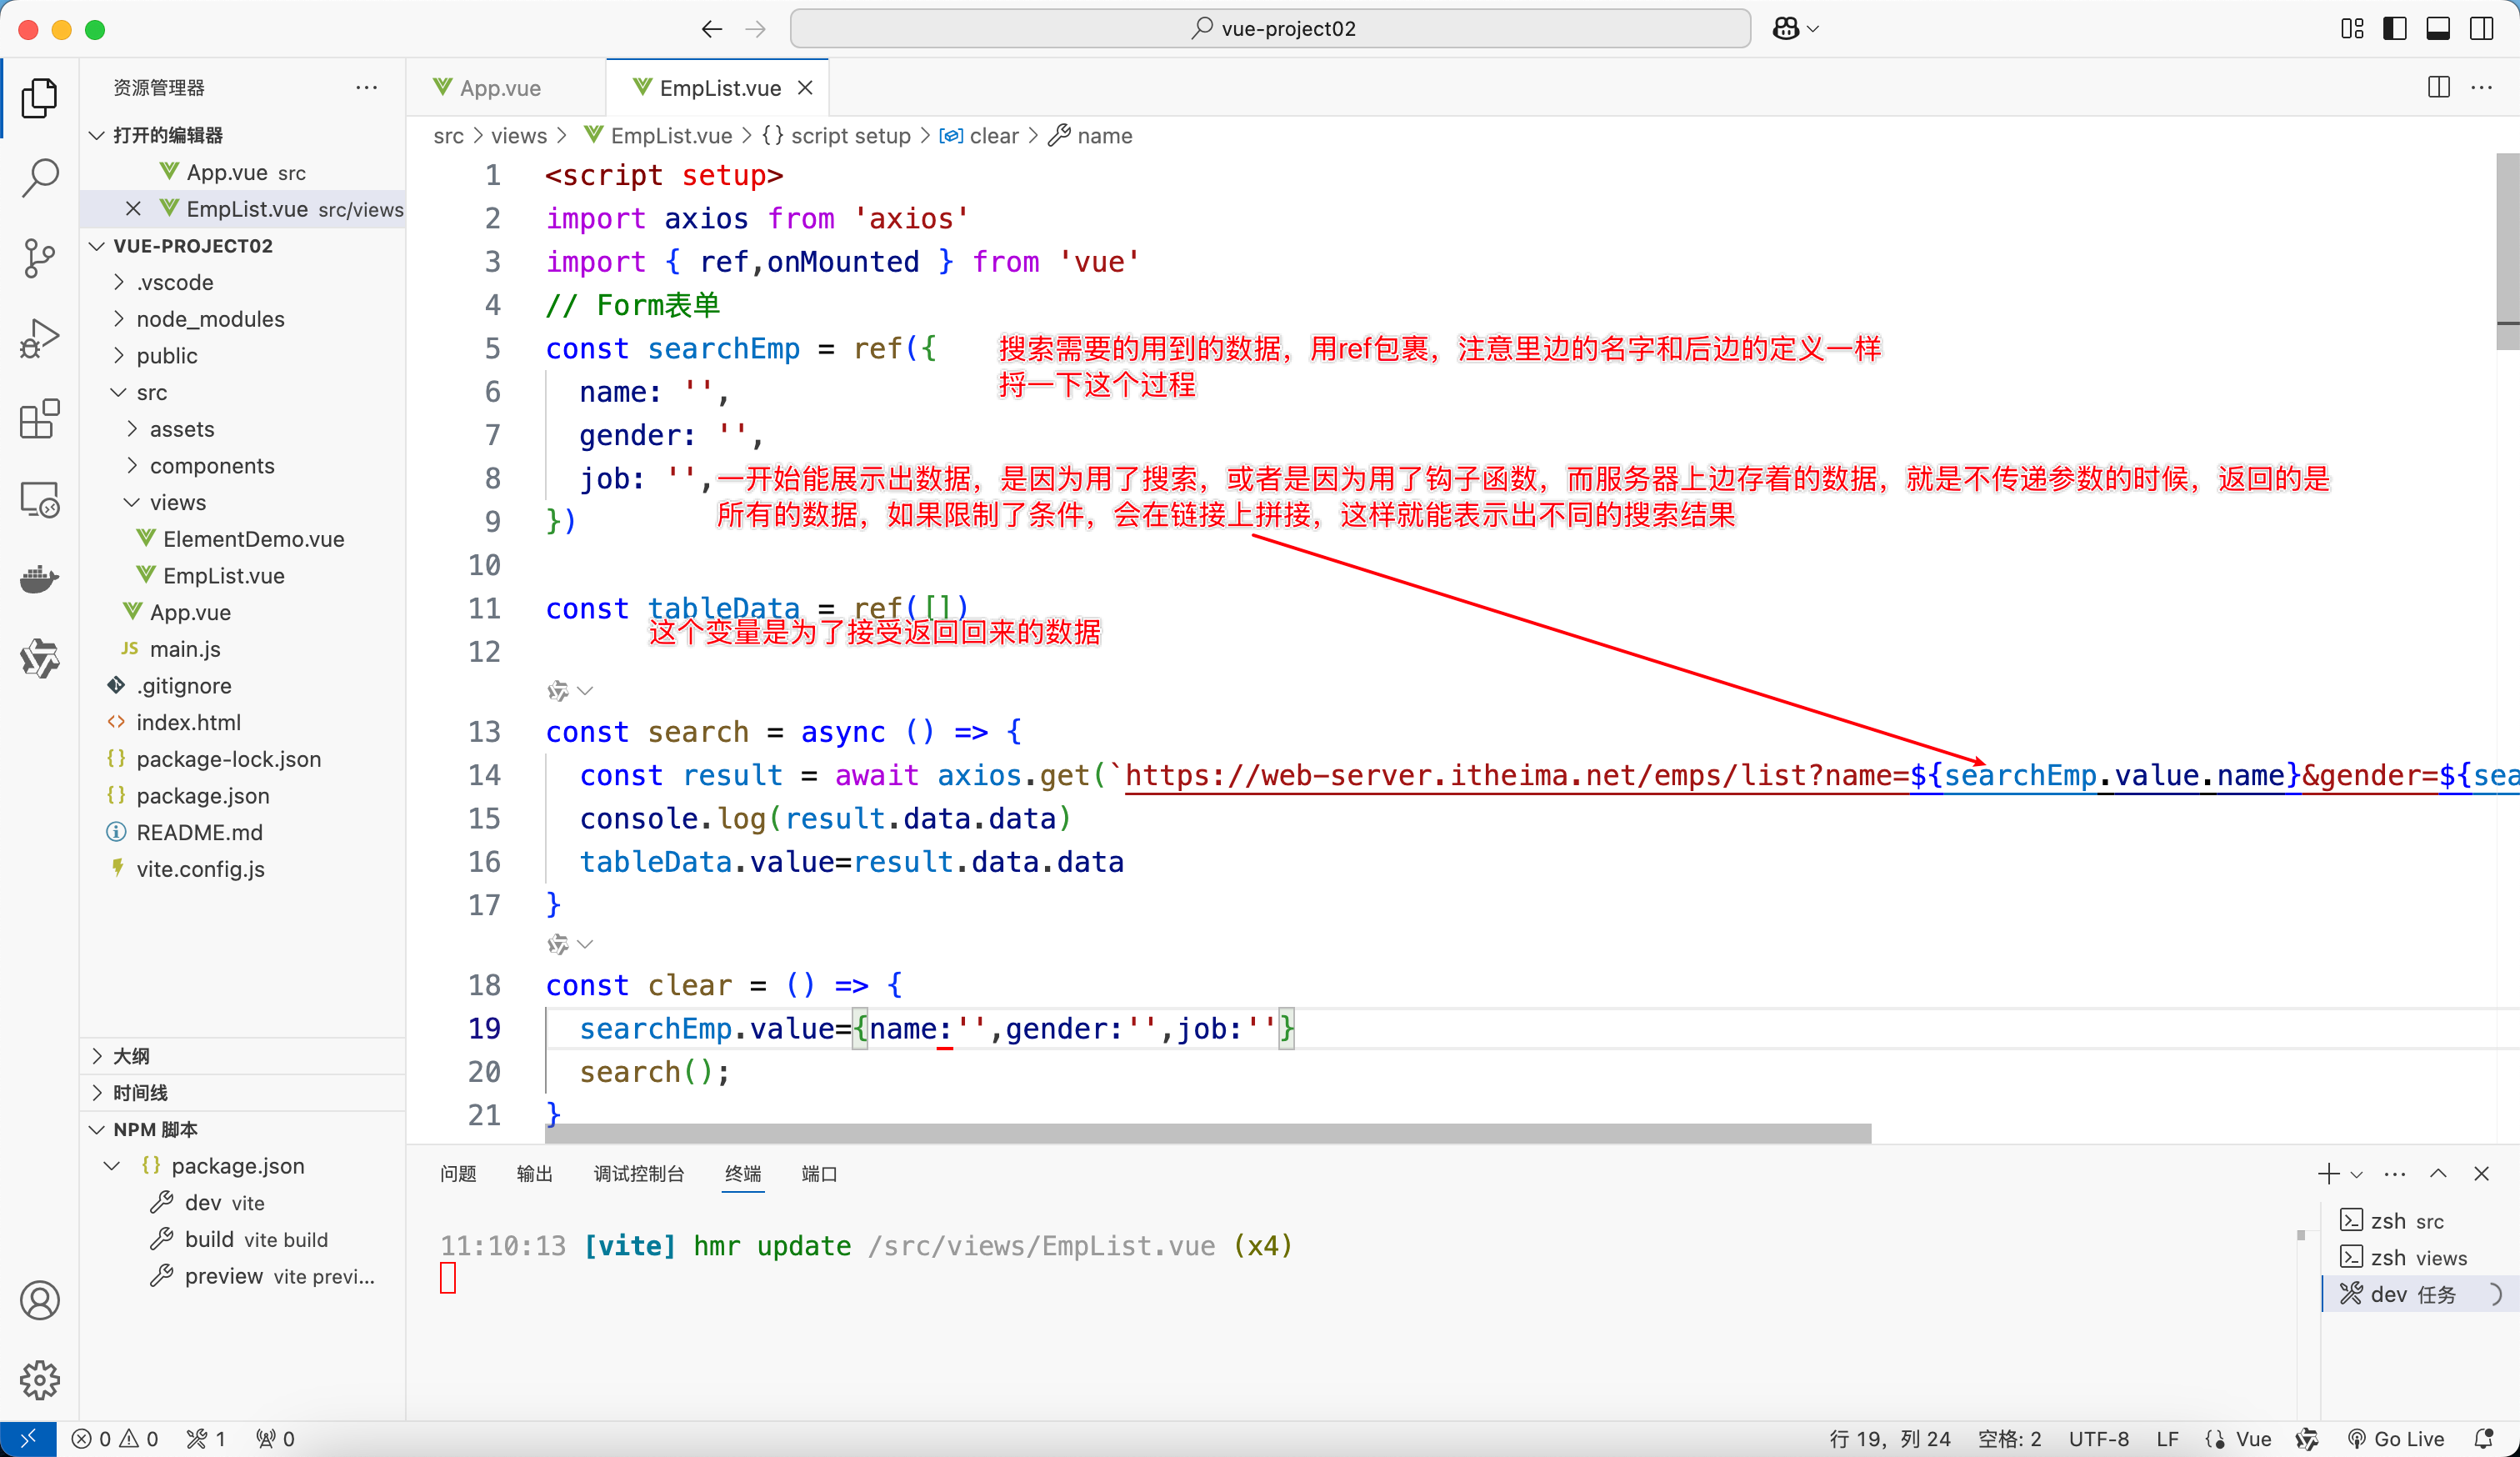 vue-project02
资源管理器
打开的编辑器
App.vue src
EmpList.vue src/views
VUE-PROJECT02
.vscode
node_modules
public
src
assets
components
views
ElementDemo.vue
EmpList.vue
App.vue
JS main.js
.gitignore
index.html
package-lock.json
package.json
README.md
vite.config.js
大纲
时间线
NPM 脚本
package.json
dev vite
build vite build
preview vite previ...
App.vue
EmpList.vue
src > views > EmpList.vue > {} script setup > clear > name
1 <script setup>
2 import axios from 'axios'
3 import { ref,onMounted } from 'vue'
4 // Form表单
5 const searchEmp = ref({
搜索需要的用到的数据，用ref包裹，注意里边的名字和后边的定义一样
捋一下这个过程
6 name: '',
7 gender: '',
8 job: '',
一开始能展示出数据，是因为用了搜索，或者是因为用了钩子函数，而服务器上边存着的数据，就是不传递参数的时候，返回的是
所有的数据，如果限制了条件，会在链接上拼接，这样就能表示出不同的搜索结果
9 })
10
11 const tableData = ref([])
这个变量是为了接受返回回来的数据
12
13 const search = async () => {
14 const result = await axios.get(`https://web-server.itheima.net/emps/list?name=${searchEmp.value.name}&gender=${sea
15 console.log(result.data.data)
16 tableData.value=result.data.data
17 }
18 const clear = () => {
19 searchEmp.value={name:'',gender:'',job:''}
20 search();
21 }
问题 输出 调试控制台 终端 端口
11:10:13 [vite] hmr update /src/views/EmpList.vue (x4)
zsh src
zsh views
dev 任务
0 0 1 0
行 19，列 24 空格: 2 UTF-8 LF Vue Go Live